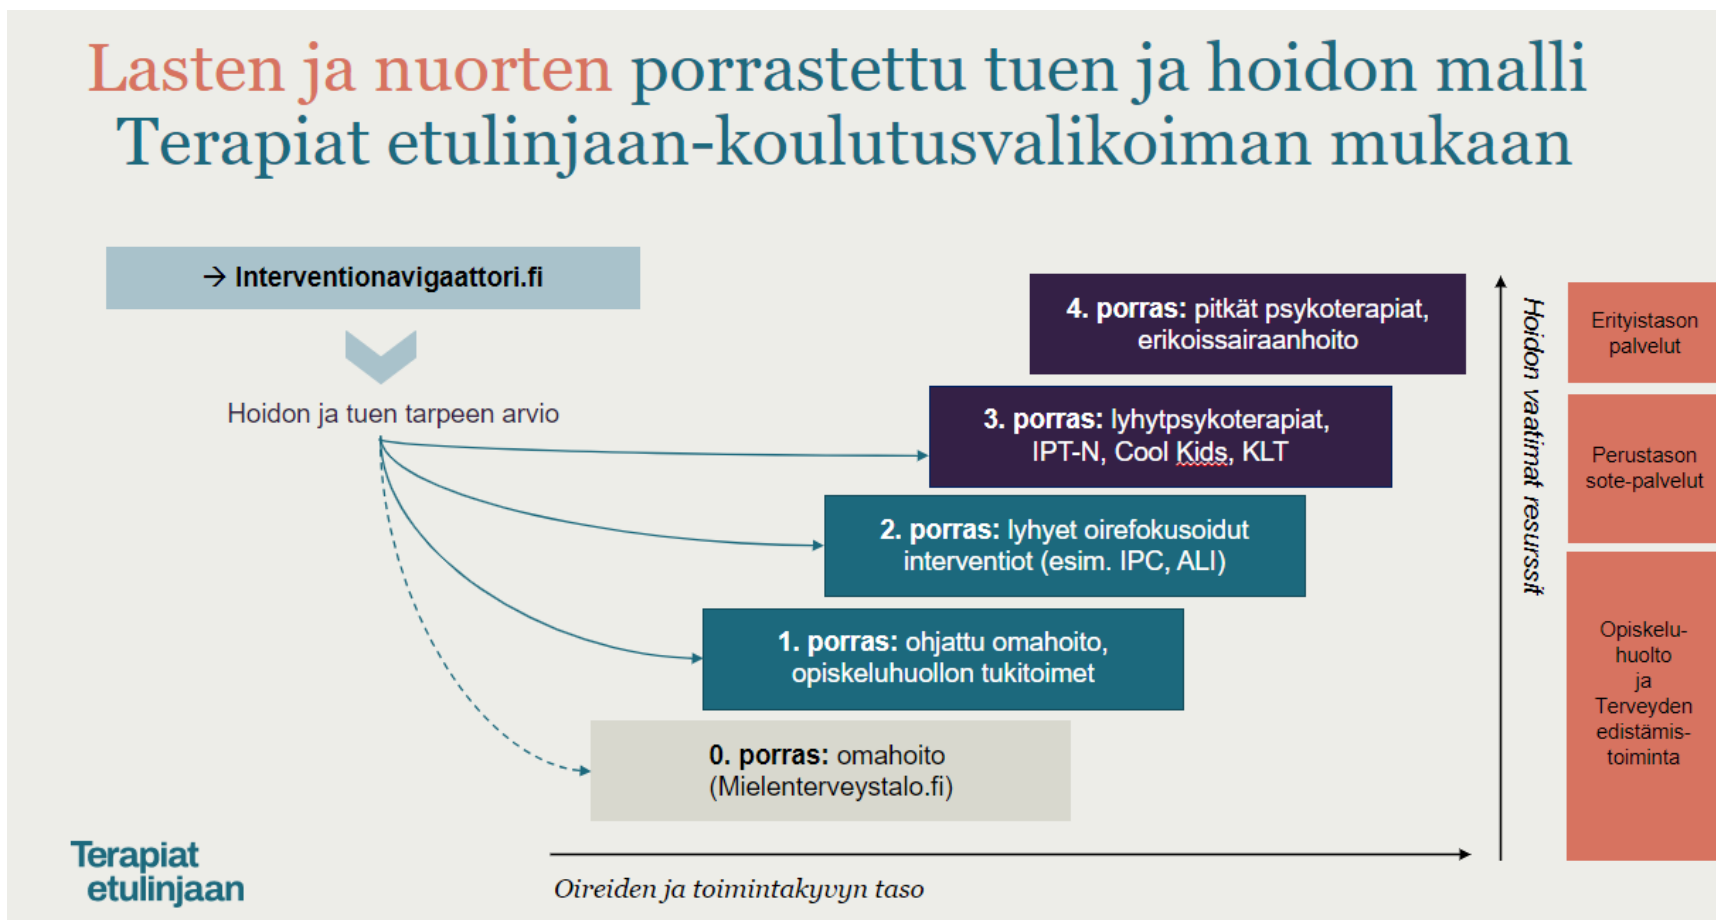 Lasten ja nuorten porrastettu tuen ja hoidon malli
Terapiat etulinjaan-koulutusvalikoiman mukaan
→ Interventionavigaattori.fi
Hoidon ja tuen tarpeen arvio
4. porras: pitkät psykoterapiat,
erikoissairaanhoito
3. porras: lyhytpsykoterapiat,
IPT-N, Cool Kids, KLT
2. porras: lyhyet oirefokusoidut
interventiot (esim. IPC, ALI)
1. porras: ohjattu omahoito,
opiskeluhuollon tukitoimet
0. porras: omahoito
(Mielenterveystalo.fi)
Hoidon vaatimat resurssit
Erityistason
palvelut
Perustason
sote-palvelut
Opiskelu-
huolto
ja
Terveyden
edistämis-
toiminta
Oireiden ja toimintakyvyn taso
Terapiat
etulinjaan